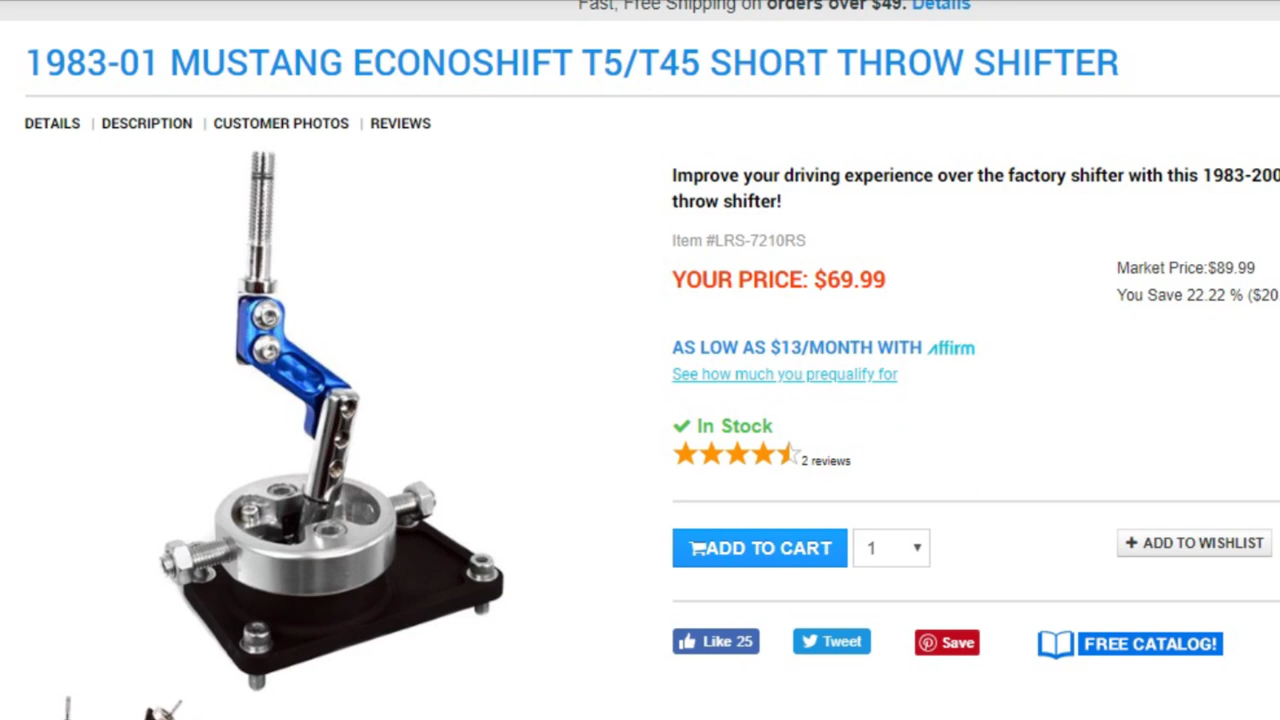 Fast, Free Shipping on orders over $49. Details
1983-01 MUSTANG ECONOSHIFT T5/T45 SHORT THROW SHIFTER
DETAILS | DESCRIPTION | CUSTOMER PHOTOS | REVIEWS
Improve your driving experience over the factory shifter with this 1983-200
throw shifter!
Item #LRS-7210RS
YOUR PRICE: $69.99
Market Price:$89.99
You Save 22.22 % ($20
AS LOW AS $13/MONTH WITH affirm
See how much you prequalify for
In Stock
2 reviews
ADD TO CART
1
+ ADD TO WISHLIST
Like 25
Tweet
Save
FREE CATALOG!